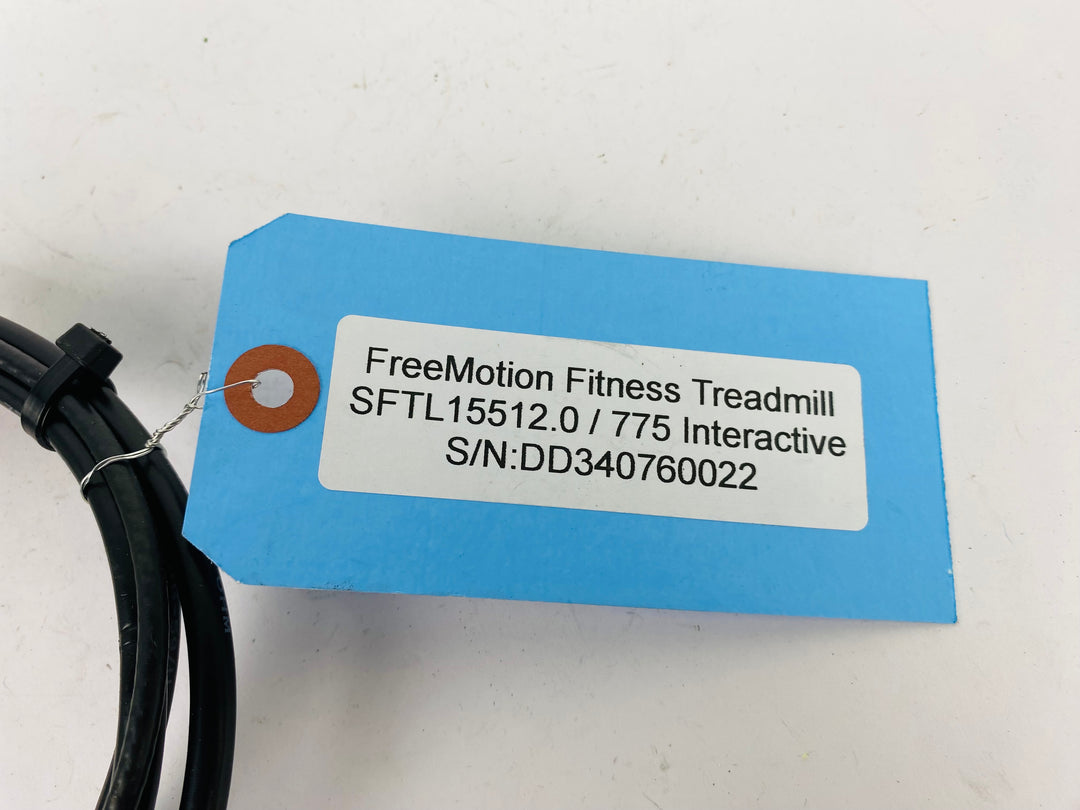 FreeMotion Fitness Treadmill
SFTL15512.0 / 775 Interactive
S/N:DD340760022